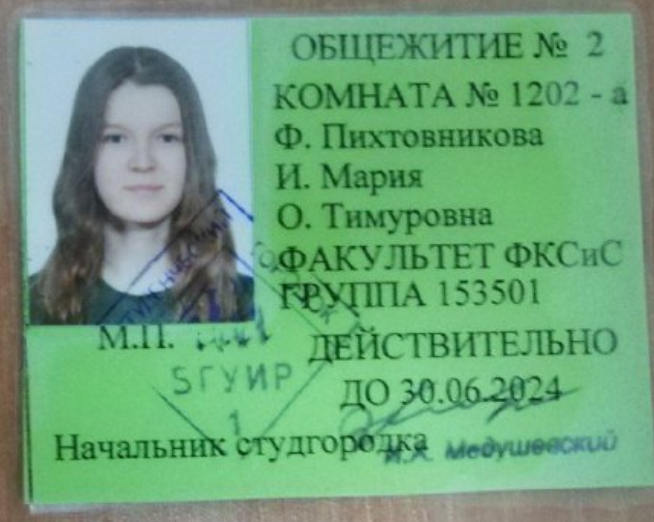 ОБЩЕЖИТИЕ № 2
КОМНАТА № 1202 - а
Ф. Пихтовникова
И. Мария
О. Тимуровна
ФАКУЛЬТЕТ ФКСиС
ГРУППА 153501
М.П.
ДЕЙСТВИТЕЛЬНО
БГУИР
ДО 30.06.2024
1
Начальник студгородка
Медушевский